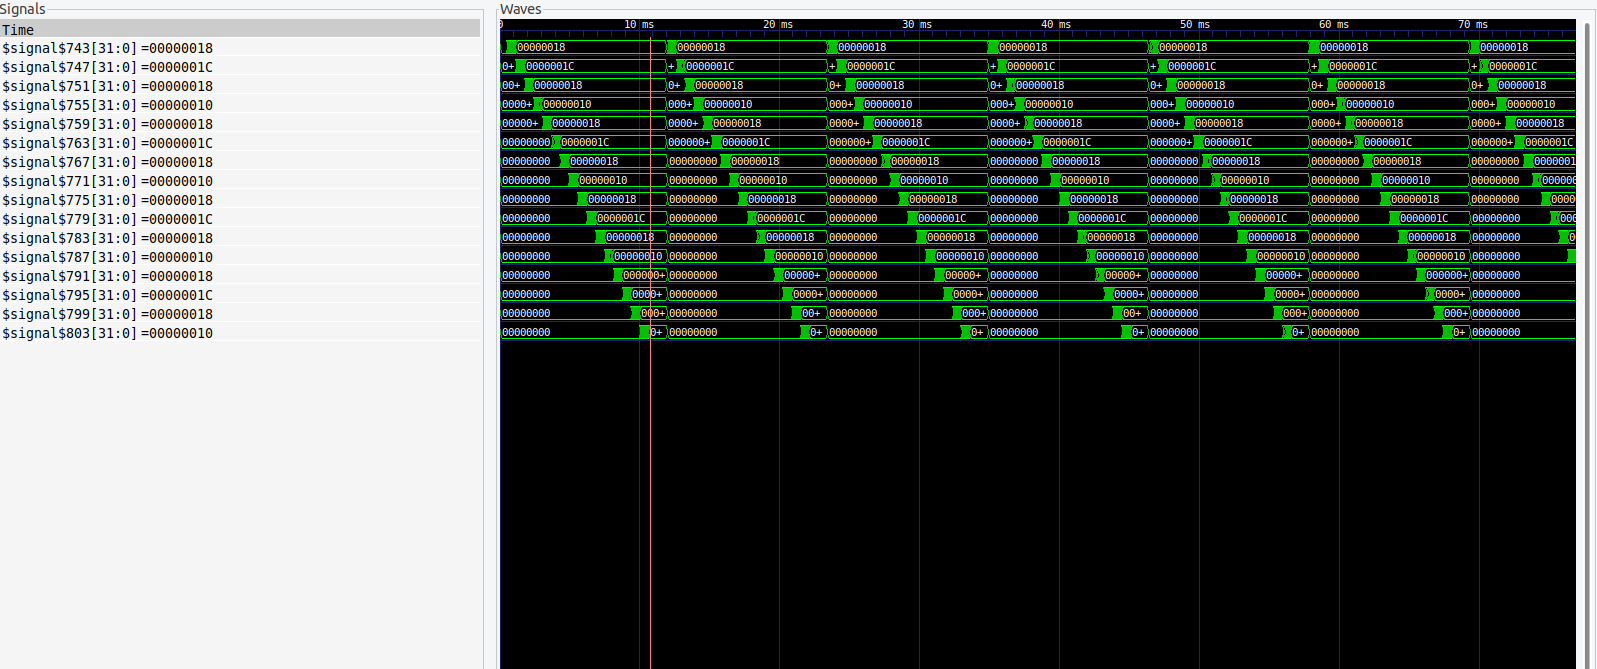 Signals Waves
Time 0 10 ms 20 ms 30 ms 40 ms 50 ms 60 ms 70 ms
$signal$743[31:0] =00000018 00000018 00000018 00000018 00000018 00000018 00000018 00000018
$signal$747[31:0] =0000001C 0+ 0000001C + 0000001C + 0000001C + 0000001C + 0000001C + 0000001C + 0000001C
$signal$751[31:0] =00000018 00+ 00000018 0+ 00000018 0+ 00000018 0+ 00000018 0+ 00000018 0+ 00000018 0+ 00000018
$signal$755[31:0] =00000010 0000+ 00000010 000+ 00000010 000+ 00000010 000+ 00000010 000+ 00000010 000+ 00000010 000+ 00000010
$signal$759[31:0] =00000018 00000+ 00000018 0000+ 00000018 0000+ 00000018 0000+ 00000018 0000+ 00000018 0000+ 00000018 0000+ 00000018
$signal$763[31:0] =0000001C 000000+ 0000001C 00000+ 0000001C 00000+ 0000001C 00000+ 0000001C 00000+ 0000001C 00000+ 0000001C 00000+ 0000001C
$signal$767[31:0] =00000018 00000000 00000018 00000000 00000018 00000000 00000018 00000000 00000018 00000000 00000018 00000000 00000018 00000000 0000001
$signal$771[31:0] =00000010 00000000 00000010 00000000 00000010 00000000 00000010 00000000 00000010 00000000 00000010 00000000 00000010 00000000 00000
$signal$775[31:0] =00000018 00000000 00000018 00000000 00000018 00000000 00000018 00000000 00000018 00000000 00000018 00000000 00000018 00000000 000
$signal$779[31:0] =0000001C 00000000 0000001C 00000000 0000001C 00000000 0000001C 00000000 0000001C 00000000 0000001C 00000000 0000001C 00000000 000
$signal$783[31:0] =00000018 00000000 00000018 00000000 00000018 00000000 00000018 00000000 00000018 00000000 00000018 00000000 00000018 00000000 0
$signal$787[31:0] =00000010 00000000 00000010 00000000 00000010 00000000 00000010 00000000 00000010 00000000 00000010 00000000 00000010 00000000
$signal$791[31:0] =00000018 00000000 000000+ 00000000 00000+ 00000000 00000+ 00000000 00000+ 00000000 00000+ 00000000 000000+ 00000000
$signal$795[31:0] =0000001C 00000000 0000+ 00000000 0000+ 00000000 0000+ 00000000 0000+ 00000000 0000+ 00000000 0000+ 00000000
$signal$799[31:0] =00000018 00000000 000+ 00000000 00+ 00000000 000+ 00000000 00+ 00000000 000+ 00000000 000+ 00000000
$signal$803[31:0] =00000010 00000000 0+ 00000000 0+ 00000000 0+ 00000000 0+ 00000000 0+ 00000000 0+ 00000000